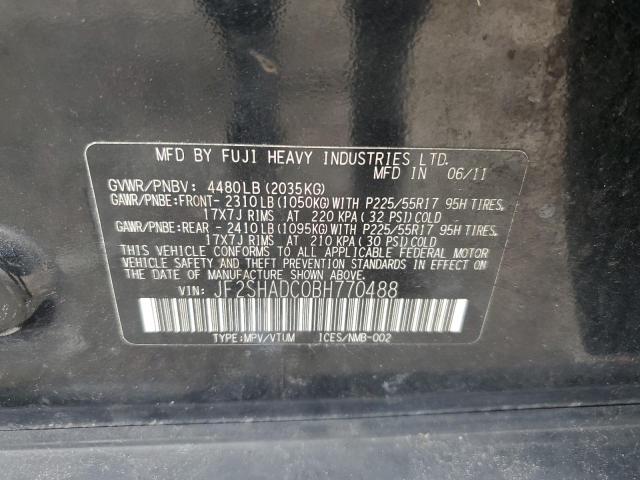 MFD BY FUJI HEAVY INDUSTRIES LTD.
MFD IN 06/11
GVWR/PNBV: 4480LB(2035KG)
GAWR/PNBE:FRONT- 2310LB(1050KG)WITH P225/55R17 95H TIRES,
17X7J RIMS AT 220 KPA(32 PSI)COLD
GAWR/PNBE:REAR - 2410LB(1095KG)WITH P225/55R17 95H TIRES,
17X7J RIMS AT 210 KPA(30 PSI)COLD
THIS VEHICLE CONFORMS TO ALL APPLICABLE FEDERAL MOTOR
VEHICLE SAFETY, BUMPER, AND THEFT PREVENTION STANDARDS
IN EFFECT ON THE DATE OF MANUFACTURE SHOWN ABOVE.
VIN: JF2SHADC0BH770488
TYPE:MPV/VTUM ICES/NMB-002